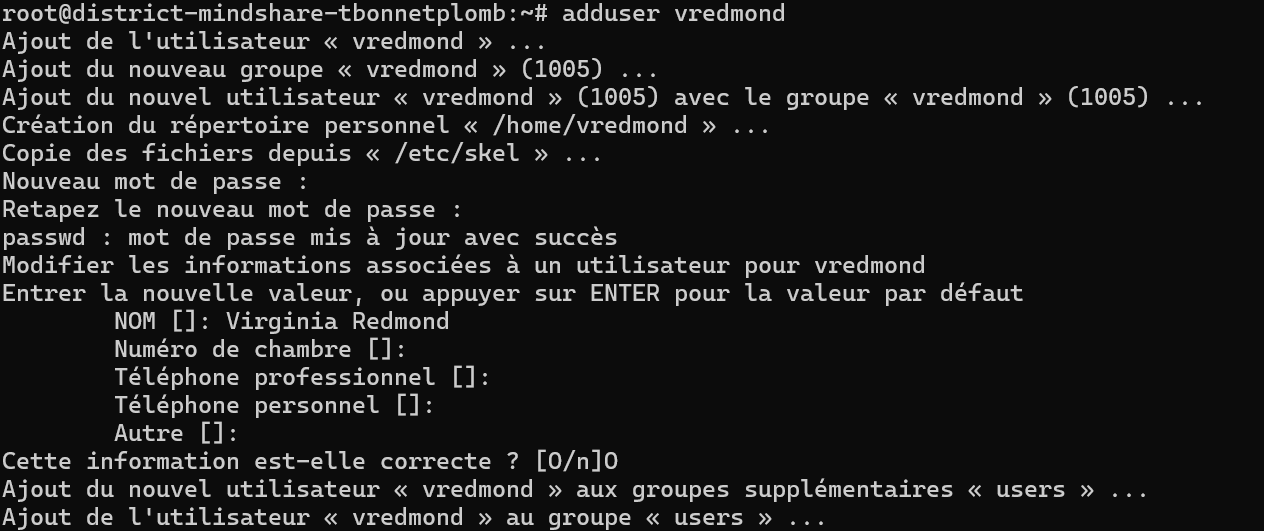 root@district-mindshare-tbonnetplomb:~# adduser vredmond
Ajout de l'utilisateur « vredmond » ...
Ajout du nouveau groupe « vredmond » (1005) ...
Ajout du nouvel utilisateur « vredmond » (1005) avec le groupe « vredmond » (1005) ...
Création du répertoire personnel « /home/vredmond » ...
Copie des fichiers depuis « /etc/skel » ...
Nouveau mot de passe :
Retapez le nouveau mot de passe :
passwd : mot de passe mis à jour avec succès
Modifier les informations associées à un utilisateur pour vredmond
Entrer la nouvelle valeur, ou appuyer sur ENTER pour la valeur par défaut
        NOM []: Virginia Redmond
        Numéro de chambre []:
        Téléphone professionnel []:
        Téléphone personnel []:
        Autre []:
Cette information est-elle correcte ? [O/n]O
Ajout du nouvel utilisateur « vredmond » aux groupes supplémentaires « users » ...
Ajout de l'utilisateur « vredmond » au groupe « users » ...